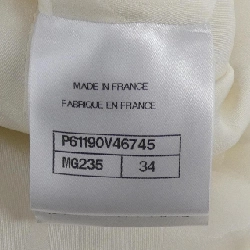 MADE IN FRANCE
FABRIQUE EN FRANCE
P61190V46745
MG235 34